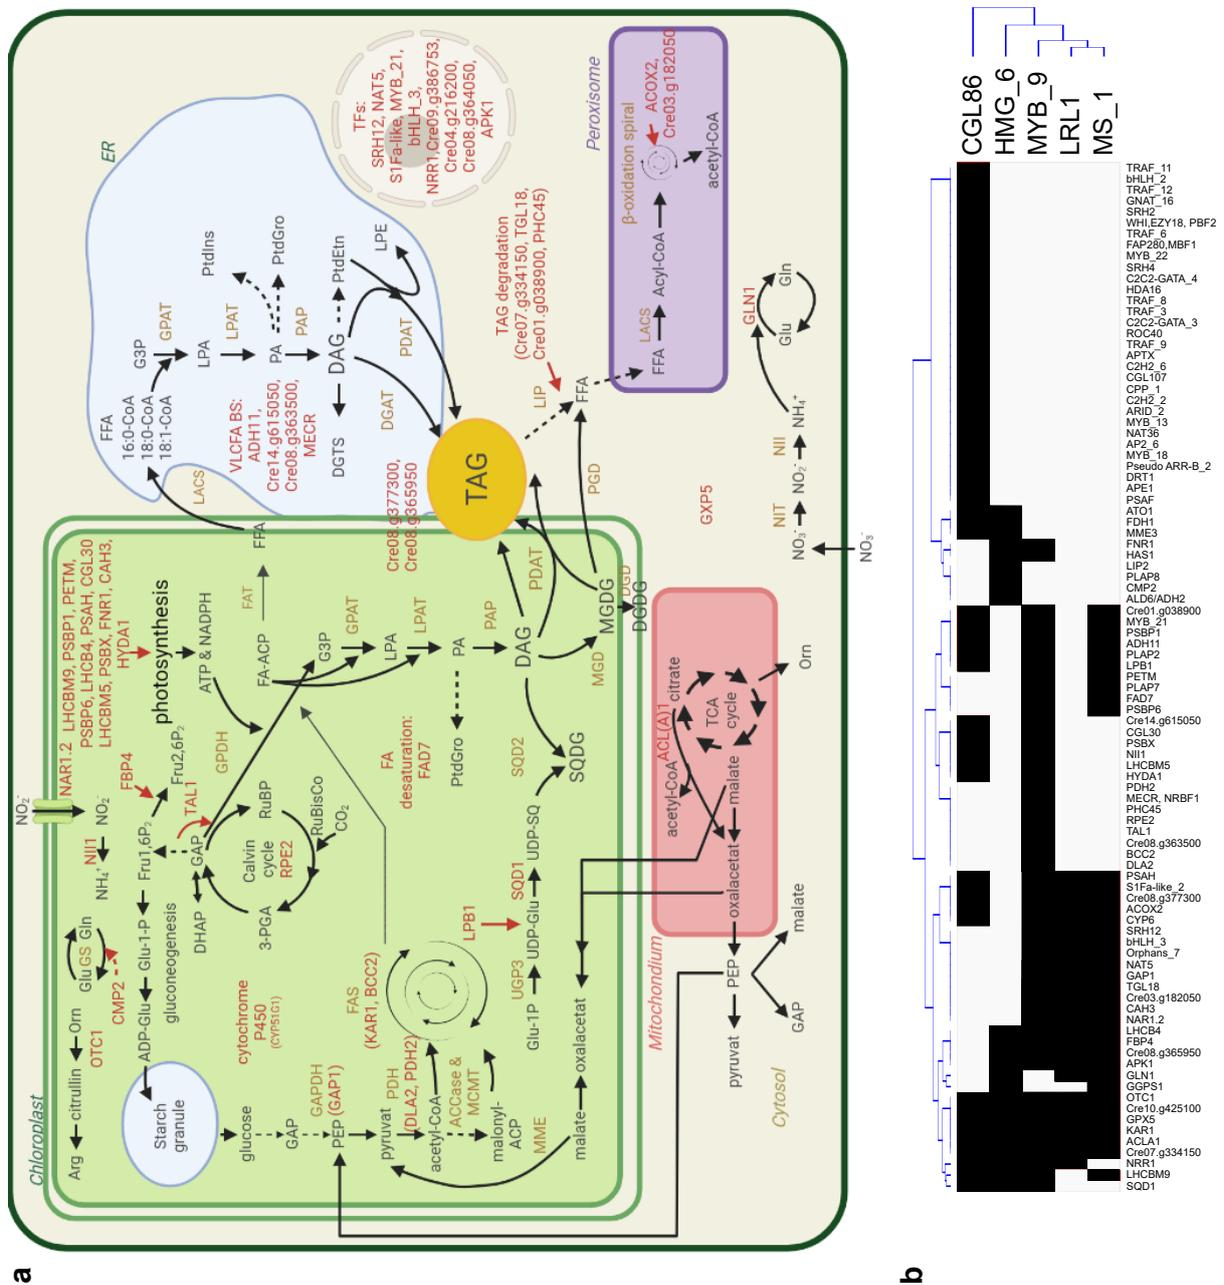 a
Chloroplast
Arg
citrullin
Orn
OTC1
Glu
GS
Gln
CMP2
NH₄⁺
NII1
NO₂⁻
NO₂⁻
NAR1.2
LHCBM9, PSBP1, PETM,
PSBP6, LHCB4, PSAH, CGL30
LHCBM5, PSBX, FNR1, CAH3,
HYDA1
photosynthesis
ATP & NADPH
Starch
granule
ADP-Glu
Glu-1-P
Fru1,6P₂
FBP4
Fru2,6P₂
gluconeogenesis
DHAP
GAP
TAL1
GPDH
Calvin
cycle
RPE2
RuBP
RuBisCo
CO₂
3-PGA
cytochrome
P450
(CYP51G1)
glucose
GAP
GAPDH
(GAP1)
PEP
pyruvat
PDH
(DLA2, PDH2)
acetyl-CoA
ACCase &
MCMT
malonyl-
ACP
MME
malate
oxalacetat
FAS
(KAR1, BCC2)
Glu-1P
UGP3
UDP-Glu
LPB1
SQD1
UDP-SQ
SQDG
SQD2
FA
desaturation:
FAD7
PtdGro
FA-ACP
FAT
FFA
G3P
GPAT
LPA
LPAT
PA
PAP
DAG
PDAT
MGD
MGDG
DGD
DGDG
PGD
Cre08.g377300,
Cre08.g365950
TAG
ER
LACS
FFA
16:0-CoA
18:0-CoA
18:1-CoA
G3P
GPAT
LPA
LPAT
PA
PAP
DAG
PtdIns
PtdGro
PtdEtn
LPE
PDAT
DGAT
DGTS
VLCFA BS:
ADH11,
Cre14.g615050,
Cre08.g363500,
MECR
TFs:
SRH12, NAT5,
S1Fa-like, MYB_21,
bHLH_3,
NRR1,Cre09.g386753,
Cre04.g216200,
Cre08.g364050,
APK1
TAG degradation
(Cre07.g334150, TGL18,
Cre01.g038900, PHC45)
LIP
FFA
Peroxisome
β-oxidation spiral
ACOX2,
Cre03.g182050
FFA
LACS
Acyl-CoA
acetyl-CoA
GXP5
NO₃⁻
NO₃⁻
NIT
NO₂⁻
NII
NH₄⁺
GLN1
Glu
Gln
Mitochondium
acetyl-CoA
ACL(A)1
citrate
TCA
cycle
malate
oxalacetat
Orn
PEP
pyruvat
GAP
malate
Cytosol
b
CGL86
HMG_6
MYB_9
LRL1
MS_1
TRAF_11
bHLH_2
TRAF_12
GNAT_16
SRH2
WHI,EZY18, PBF2
TRAF_6
FAP280,MBF1
MYB_22
SRH4
C2C2-GATA_4
HDA16
TRAF_8
TRAF_3
C2C2-GATA_3
ROC40
TRAF_9
APTX
C2H2_6
CGL107
CPP_1
C2H2_2
ARID_2
MYB_13
NAT36
AP2_6
MYB_18
Pseudo ARR-B_2
DRT1
APE1
PSAF
ATO1
FDH1
MME3
FNR1
HAS1
LIP2
PLAP8
CMP2
ALD6/ADH2
Cre01.g038900
MYB_21
PSBP1
ADH11
PLAP2
LPB1
PETM
PLAP7
FAD7
PSBP6
Cre14.g615050
CGL30
PSBX
NII1
LHCBM5
HYDA1
PDH2
MECR, NRBF1
PHC45
RPE2
TAL1
Cre08.g363500
BCC2
DLA2
PSAH
S1Fa-like_2
Cre08.g377300
ACOX2
CYP6
SRH12
bHLH_3
Orphans_7
NAT5
GAP1
TGL18
Cre03.g182050
CAH3
NAR1.2
LHCB4
FBP4
Cre08.g365950
APK1
GLN1
GGPS1
OTC1
Cre10.g425100
GPX5
KAR1
ACLA1
Cre07.g334150
NRR1
LHCBM9
SQD1